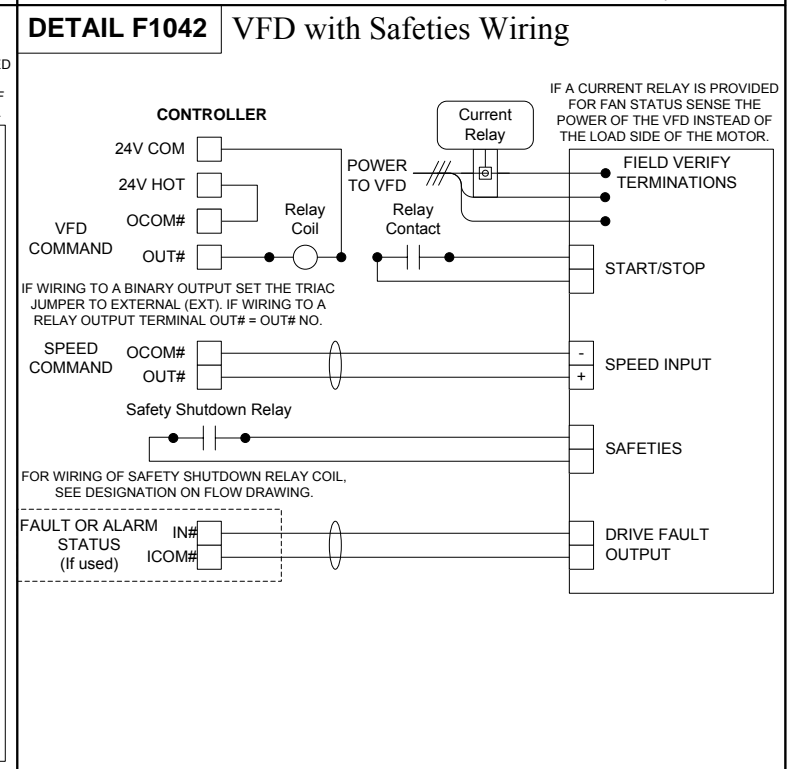 DETAIL F1042
VFD with Safeties Wiring
IF A CURRENT RELAY IS PROVIDED
FOR FAN STATUS SENSE THE
POWER OF THE VFD INSTEAD OF
THE LOAD SIDE OF THE MOTOR.
CONTROLLER
Current
Relay
24V COM
24V HOT
OCOM#
OUT#
VFD
COMMAND
Relay
Coil
POWER
TO VFD
Relay
Contact
FIELD VERIFY
TERMINATIONS
START/STOP
IF WIRING TO A BINARY OUTPUT SET THE TRIAC
JUMPER TO EXTERNAL (EXT). IF WIRING TO A
RELAY OUTPUT TERMINAL OUT# = OUT# NO.
SPEED
COMMAND
OCOM#
OUT#
-
+
SPEED INPUT
Safety Shutdown Relay
SAFETIES
FOR WIRING OF SAFETY SHUTDOWN RELAY COIL,
SEE DESIGNATION ON FLOW DRAWING.
FAULT OR ALARM
STATUS
(If used)
IN#
ICOM#
DRIVE FAULT
OUTPUT